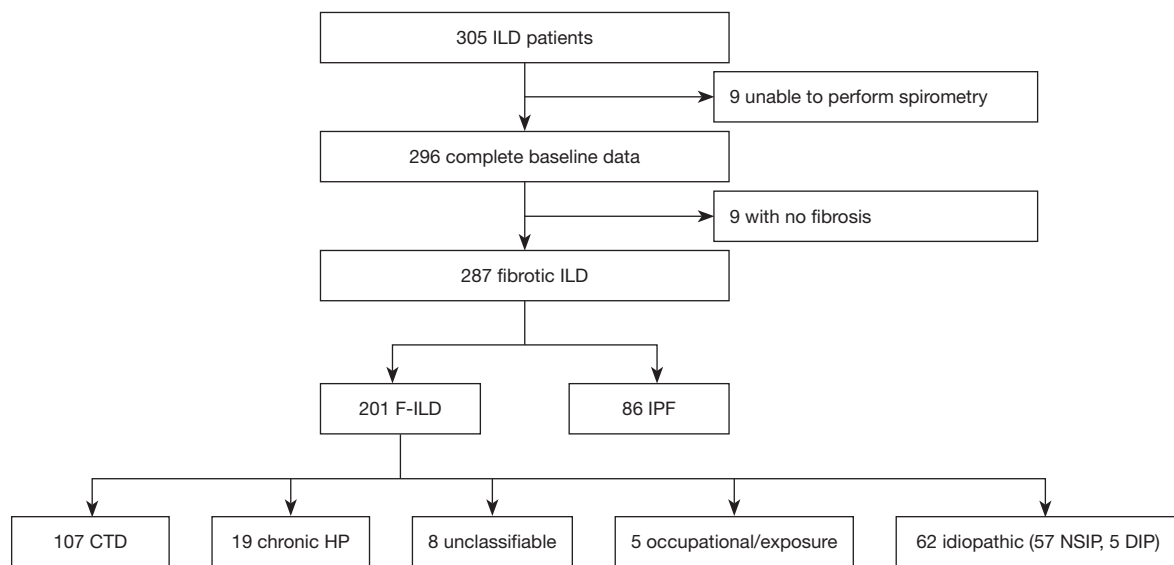 305 ILD patients
9 unable to perform spirometry
296 complete baseline data
9 with no fibrosis
287 fibrotic ILD
201 F-ILD
86 IPF
107 CTD
19 chronic HP
8 unclassifiable
5 occupational/exposure
62 idiopathic (57 NSIP, 5 DIP)